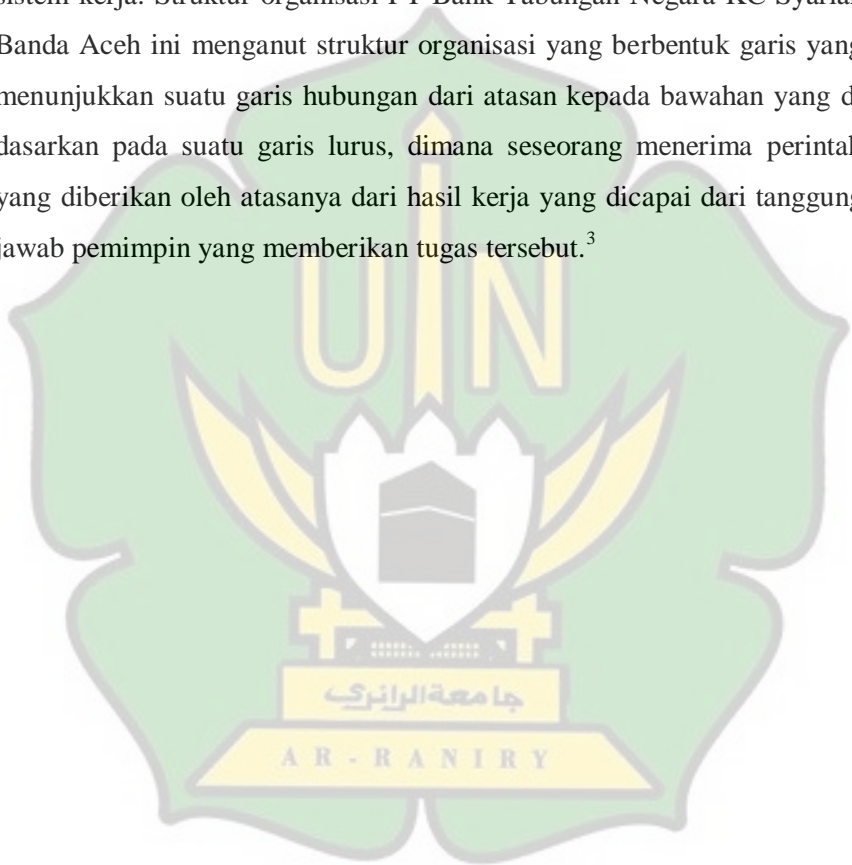 sistem kerja. Struktur organisasi PT Bank Tabungan Negara KC Syariah
Banda Aceh ini menganut struktur organisasi yang berbentuk garis yang
menunjukkan suatu garis hubungan dari atasan kepada bawahan yang di
dasarkan pada suatu garis lurus, dimana seseorang menerima perintah
yang diberikan oleh atasanya dari hasil kerja yang dicapai dari tanggung
jawab pemimpin yang memberikan tugas tersebut.³
UIN
جامعة الرانري
AR-RANIRY